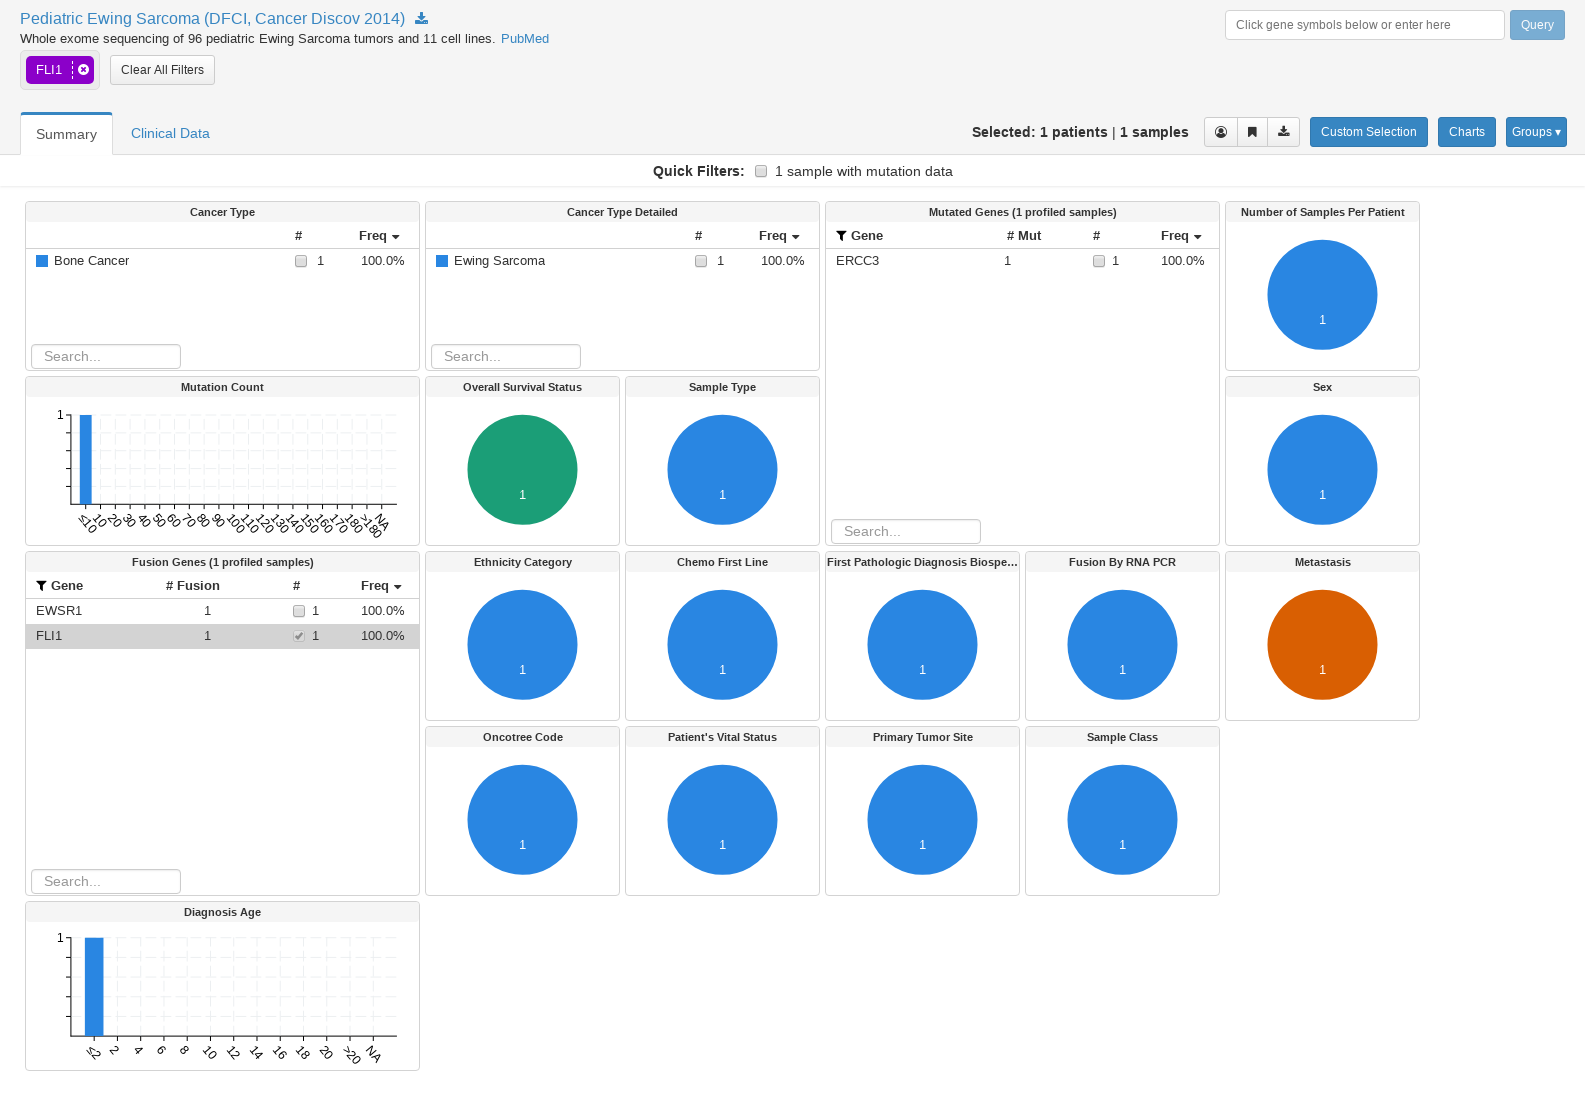 Pediatric Ewing Sarcoma (DFCI, Cancer Discov 2014)
Click gene symbols below or enter here
Query
Whole exome sequencing of 96 pediatric Ewing Sarcoma tumors and 11 cell lines. PubMed
FLI1
Clear All Filters
Summary
Clinical Data
Selected: 1 patients | 1 samples
Custom Selection
Charts
Groups ▾
Quick Filters: 1 sample with mutation data
Cancer Type
# Freq
Bone Cancer 1 100.0%
Search...
Cancer Type Detailed
# Freq
Ewing Sarcoma 1 100.0%
Search...
Mutated Genes (1 profiled samples)
Gene # Mut # Freq
ERCC3 1 1 100.0%
Search...
Number of Samples Per Patient
1
Mutation Count
1
≤10 10 20 30 40 50 60 70 80 90 100 110 120 130 140 150 160 170 180 >180 NA
Overall Survival Status
1
Sample Type
1
Sex
1
Fusion Genes (1 profiled samples)
Gene # Fusion # Freq
EWSR1 1 1 100.0%
FLI1 1 1 100.0%
Search...
Ethnicity Category
1
Chemo First Line
1
First Pathologic Diagnosis Biospe...
1
Fusion By RNA PCR
1
Metastasis
1
Oncotree Code
1
Patient's Vital Status
1
Primary Tumor Site
1
Sample Class
1
Diagnosis Age
1
≤2 2 4 6 8 10 12 14 16 18 20 >20 NA